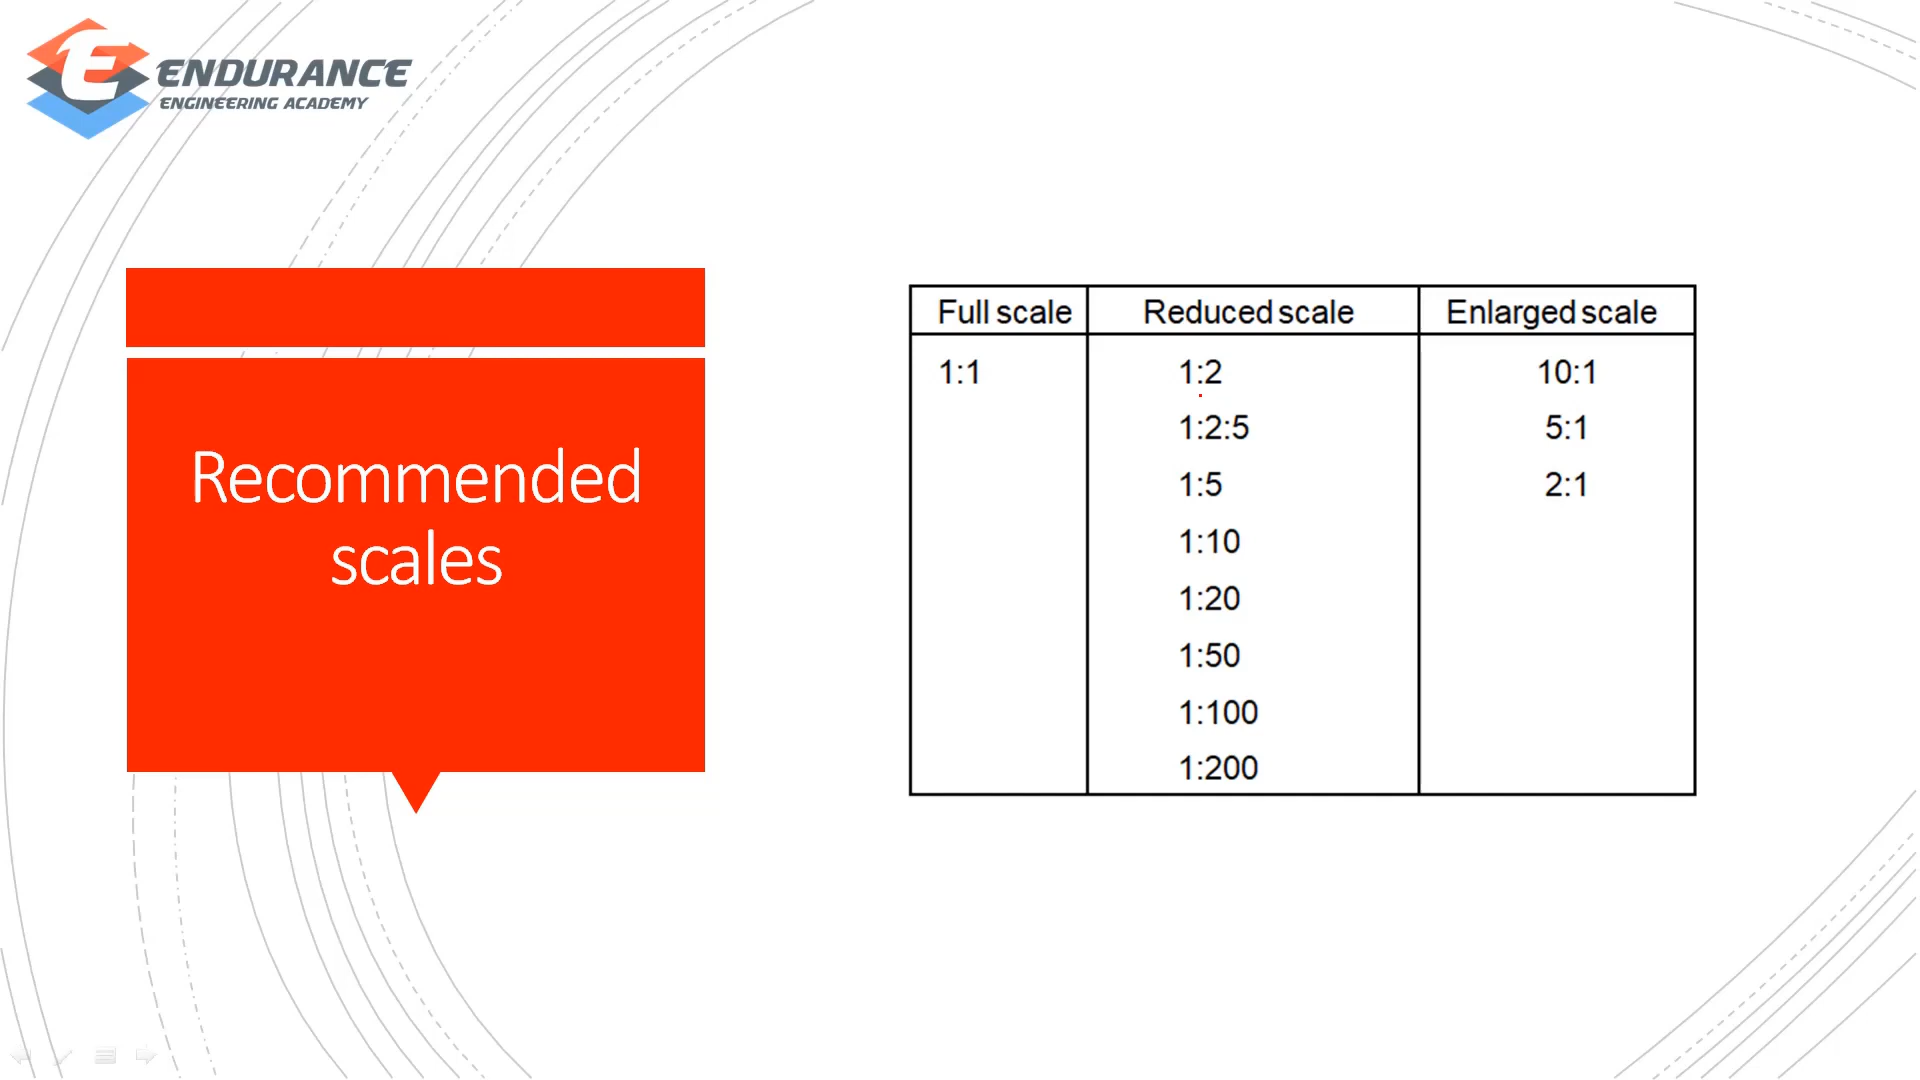 ENDURANCE
ENGINEERING ACADEMY
Recommended
scales
Full scale Reduced scale Enlarged scale
1:1 1:2 10:1
1:2:5 5:1
1:5 2:1
1:10
1:20
1:50
1:100
1:200